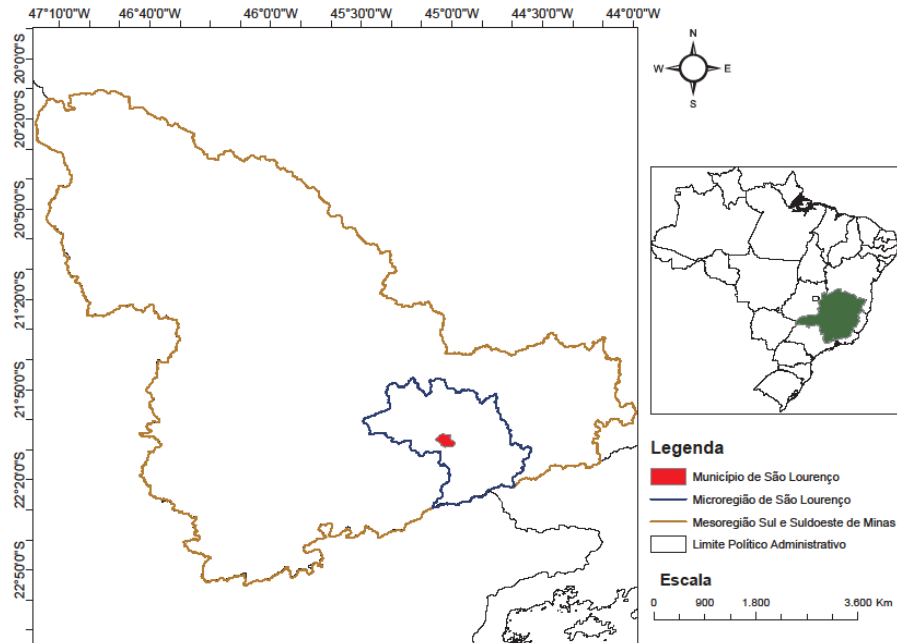 47°10'0"W 46°40'0"W 46°0'0"W 45°30'0"W 45°0'0"W 44°30'0"W 44°0'0"W
20°0'0"S
20°20'0"S
20°50'0"S
21°20'0"S
21°50'0"S
22°20'0"S
22°50'0"S
N
W E
S
Legenda
Município de São Lourenço
Microregião de São Lourenço
Mesoregião Sul e Suldoeste de Minas
Limite Político Administrativo
Escala
0 900 1.800 3.600 Km